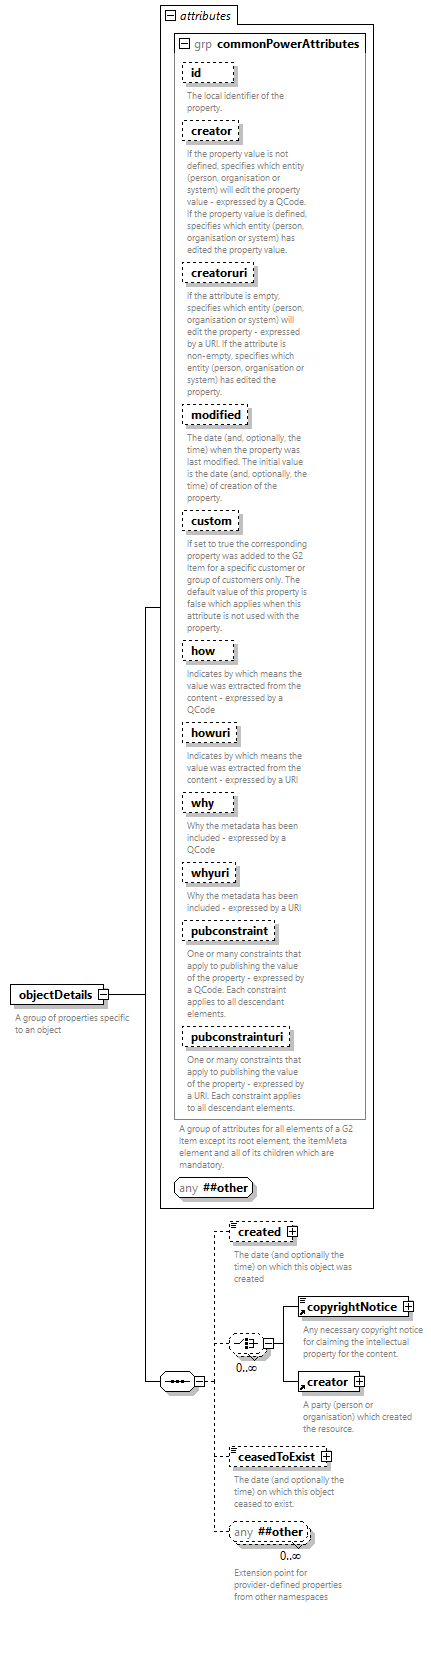 attributes
grp commonPowerAttributes
id
The local identifier of the
property.
creator
If the property value is not
defined, specifies which entity
(person, organisation or
system) will edit the property
value - expressed by a QCode.
If the property value is defined,
specifies which entity (person,
organisation or system) has
edited the property value.
creatoruri
If the attribute is empty,
specifies which entity (person,
organisation or system) will
edit the property - expressed
by a URI. If the attribute is
non-empty, specifies which
entity (person, organisation or
system) has edited the
property.
modified
The date (and, optionally, the
time) when the property was
last modified. The initial value
is the date (and, optionally, the
time) of creation of the
property.
custom
If set to true the corresponding
property was added to the G2
Item for a specific customer or
group of customers only. The
default value of this property is
false which applies when this
attribute is not used with the
property.
how
Indicates by which means the
value was extracted from the
content - expressed by a
QCode
howuri
Indicates by which means the
value was extracted from the
content - expressed by a URI
why
Why the metadata has been
included - expressed by a
QCode
whyuri
Why the metadata has been
included - expressed by a URI
pubconstraint
One or many constraints that
apply to publishing the value
of the property - expressed by
a QCode. Each constraint
applies to all descendant
elements.
pubconstrainturi
One or many constraints that
apply to publishing the value
of the property - expressed by
a URI. Each constraint applies
to all descendant elements.
A group of attributes for all elements of a G2
Item except its root element, the itemMeta
element and all of its children which are
mandatory.
any ##other
objectDetails
A group of properties specific
to an object
created
The date (and optionally the
time) on which this object was
created
0..∞
copyrightNotice
Any necessary copyright notice
for claiming the intellectual
property for the content.
creator
A party (person or
organisation) which created
the resource.
ceasedToExist
The date (and optionally the
time) on which this object
ceased to exist.
any ##other
0..∞
Extension point for
provider-defined properties
from other namespaces